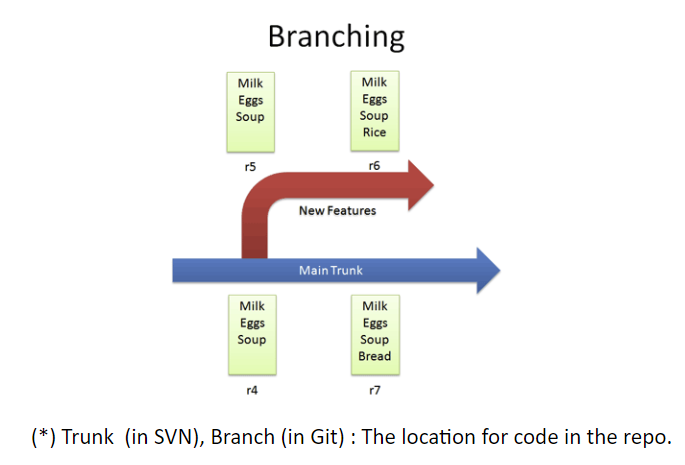 Branching
Milk
Eggs
Soup
r5
Milk
Eggs
Soup
Rice
r6
New Features
Main Trunk
Milk
Eggs
Soup
r4
Milk
Eggs
Soup
Bread
r7
(*) Trunk  (in SVN), Branch (in Git) : The location for code in the repo.